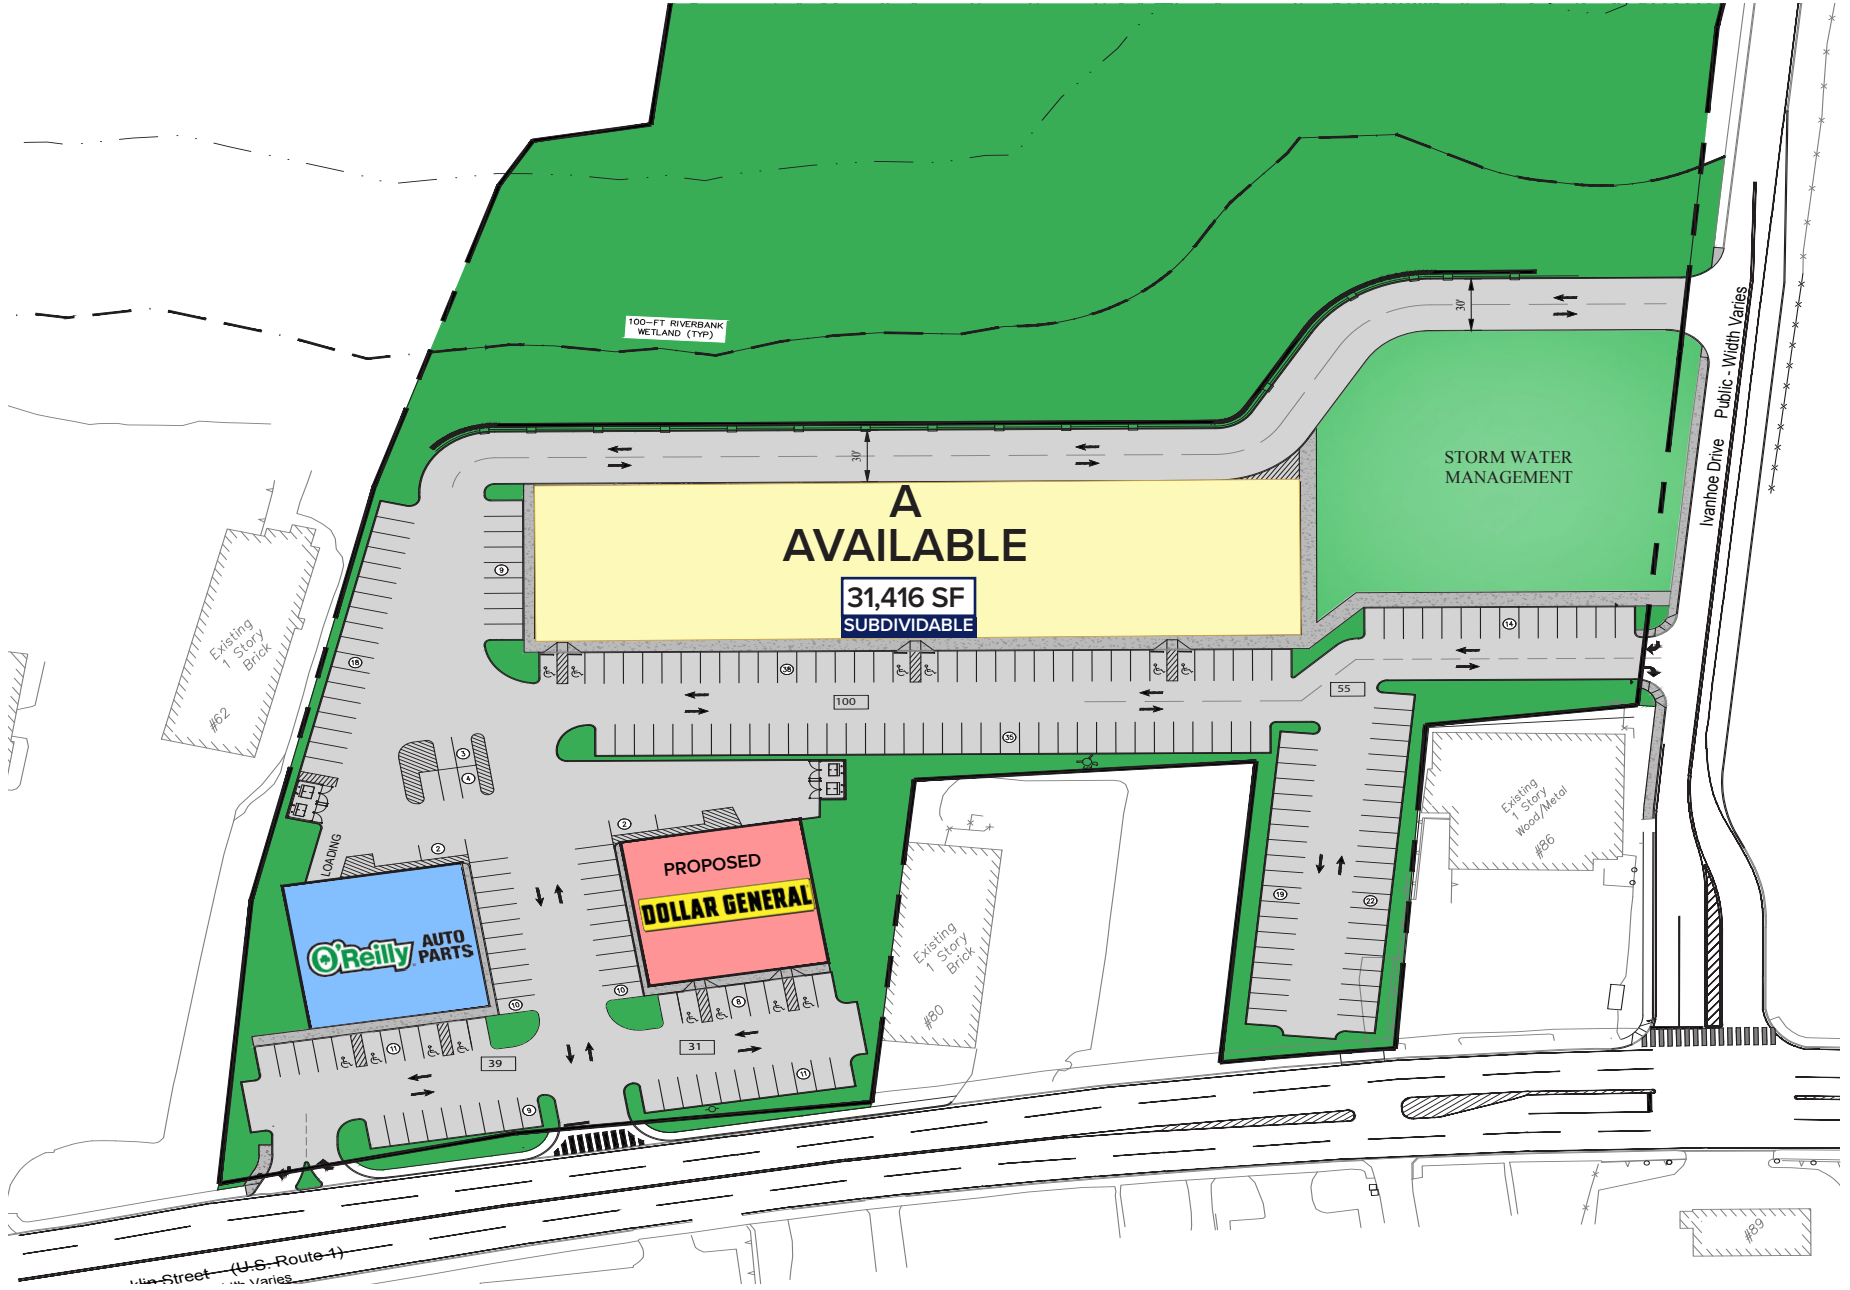 100-FT RIVERBANK
WETLAND (TYP)
30'
30'
Ivanhoe Drive Public - Width Varies
STORM WATER
MANAGEMENT
A
AVAILABLE
31,416 SF
SUBDIVIDABLE
9
18
Existing
1 Story
Brick
#62
38
14
100
55
35
3
4
2
2
LOADING
PROPOSED
DOLLAR GENERAL
O'Reilly AUTO PARTS
10
10
8
11
39
31
11
9
Existing
1 Story
Brick
#80
19
22
Existing
1 Story
Wood/Metal
#86
#89
Street (U.S. Route 1)
Varies